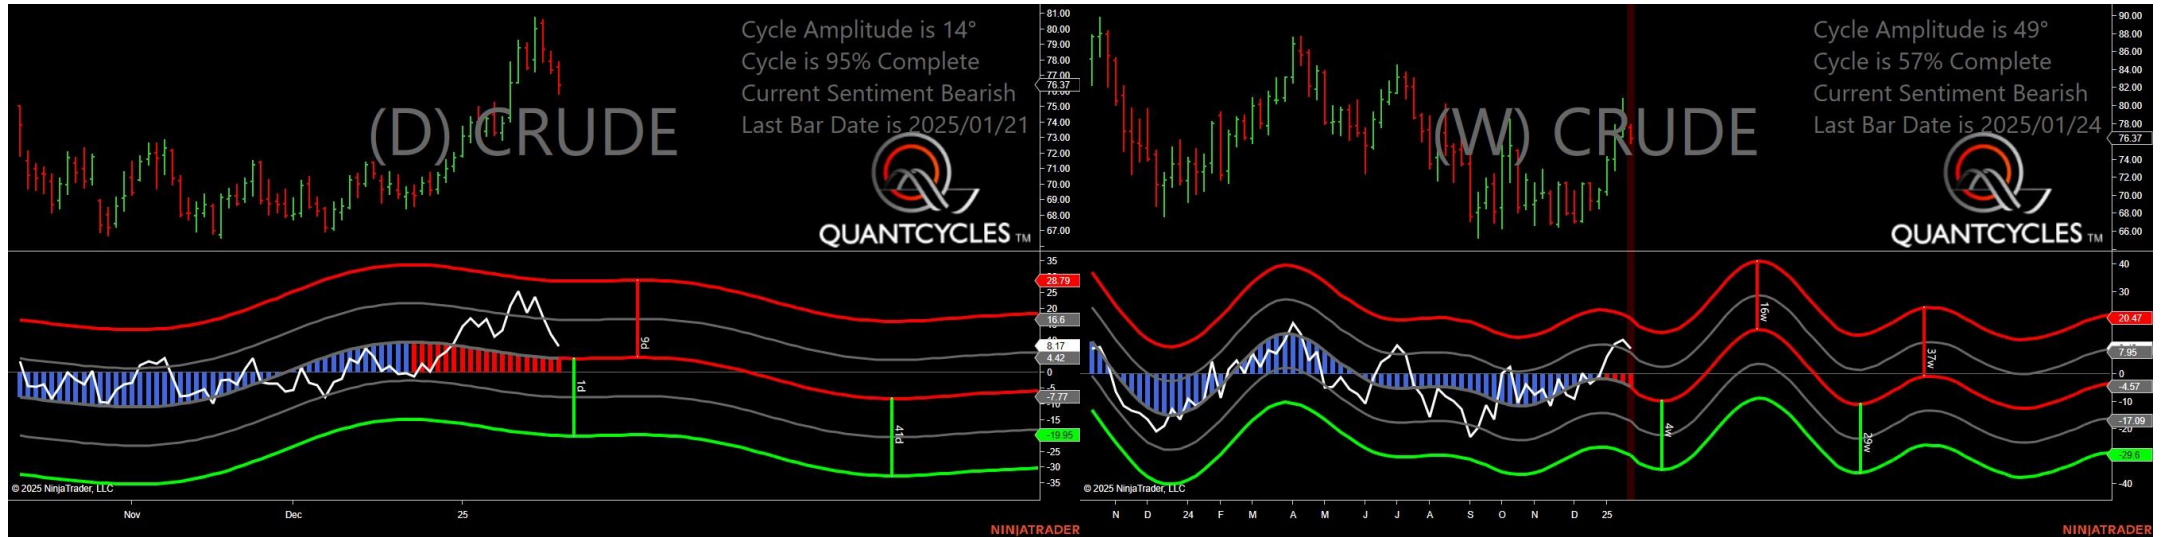 Cycle Amplitude is 14°
Cycle is 95% Complete
Current Sentiment Bearish
Last Bar Date is 2025/01/21
(D) CRUDE
QUANTCYCLES TM
81.00
80.00
79.00
78.00
77.00
76.37
75.00
74.00
73.00
72.00
71.00
70.00
69.00
68.00
67.00
35
28.79
25
20
16.6
8.17
4.42
0
-5
-7.77
-10
-15
-19.95
-25
-30
-35
9d
1d
41d
© 2025 NinjaTrader, LLC
Nov
Dec
25
NINJATRADER
Cycle Amplitude is 49°
Cycle is 57% Complete
Current Sentiment Bearish
Last Bar Date is 2025/01/24
(W) CRUDE
QUANTCYCLES TM
90.00
88.00
86.00
84.00
82.00
80.00
78.00
76.37
74.00
72.00
70.00
68.00
66.00
40
30
20.47
7.95
0
-4.57
-10
-17.09
-20
-29.6
-40
16w
37w
4w
29w
© 2025 NinjaTrader, LLC
N D 24 F M A M J J A S O N D 25
NINJATRADER